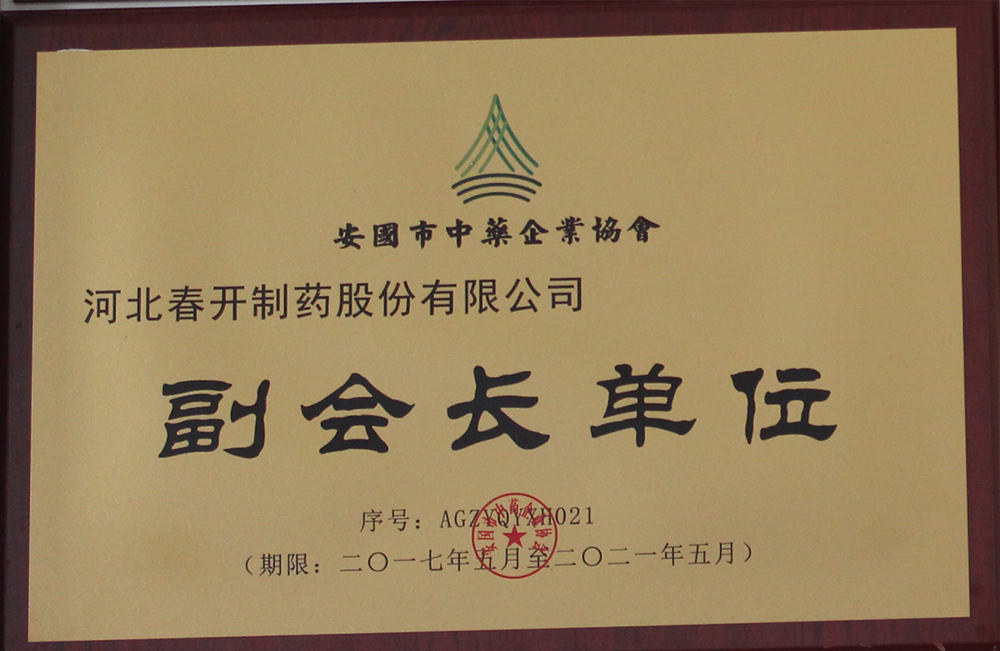 安國市中藥企業協會
河北春开制药股份有限公司
副会长单位
序号：AGZYQYXH021
（期限：二〇一七年五月至二〇二一年五月）